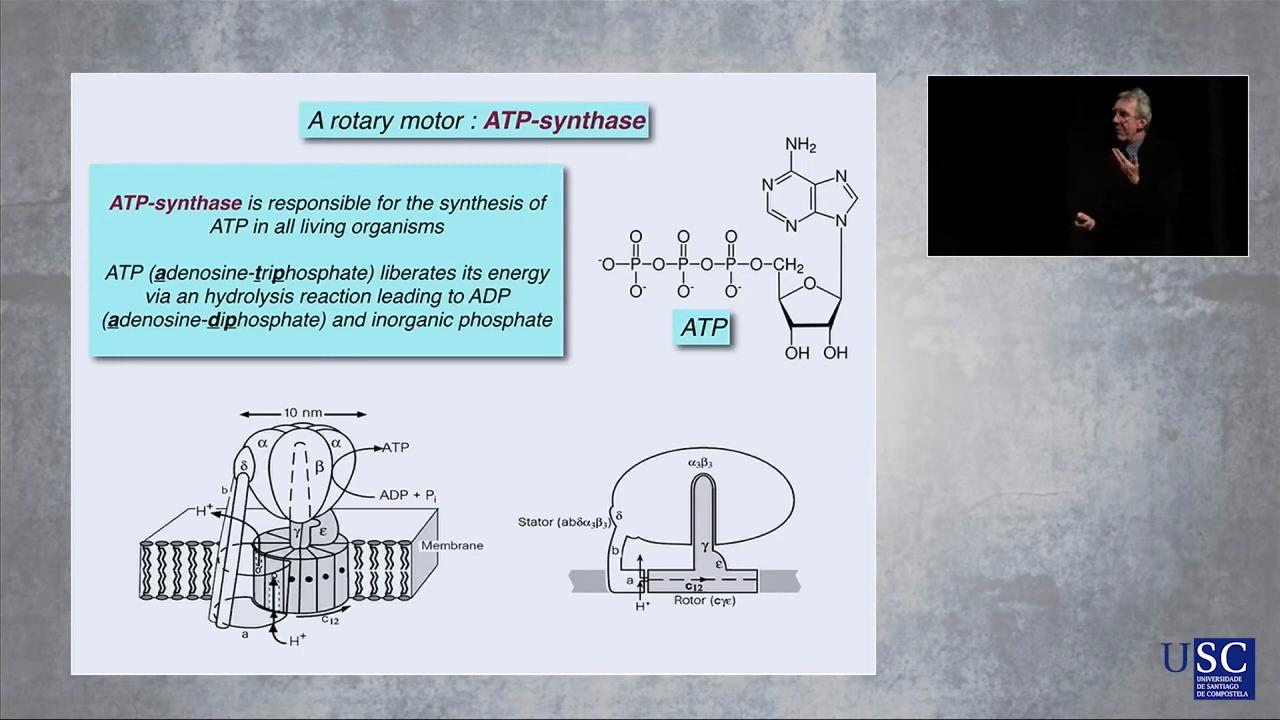 A rotary motor : ATP-synthase
ATP-synthase is responsible for the synthesis of
ATP in all living organisms
ATP (adenosine-triphosphate) liberates its energy
via an hydrolysis reaction leading to ADP
(adenosine-diphosphate) and inorganic phosphate
NH₂
N
N
N
N
O
O
O
⁻O
P
O
P
O
P
O
CH₂
O
O⁻
O⁻
O⁻
ATP
OH
OH
10 nm
α
α
ATP
δ
β
b
ADP + Pᵢ
H⁺
γ
ε
Membrane
c₁₂
a
H⁺
α₃β₃
Stator (abδα₃β₃)
δ
b
γ
ε
a
c₁₂
H⁺
Rotor (cγε)
USC
UNIVERSIDADE
DE SANTIAGO
DE COMPOSTELA